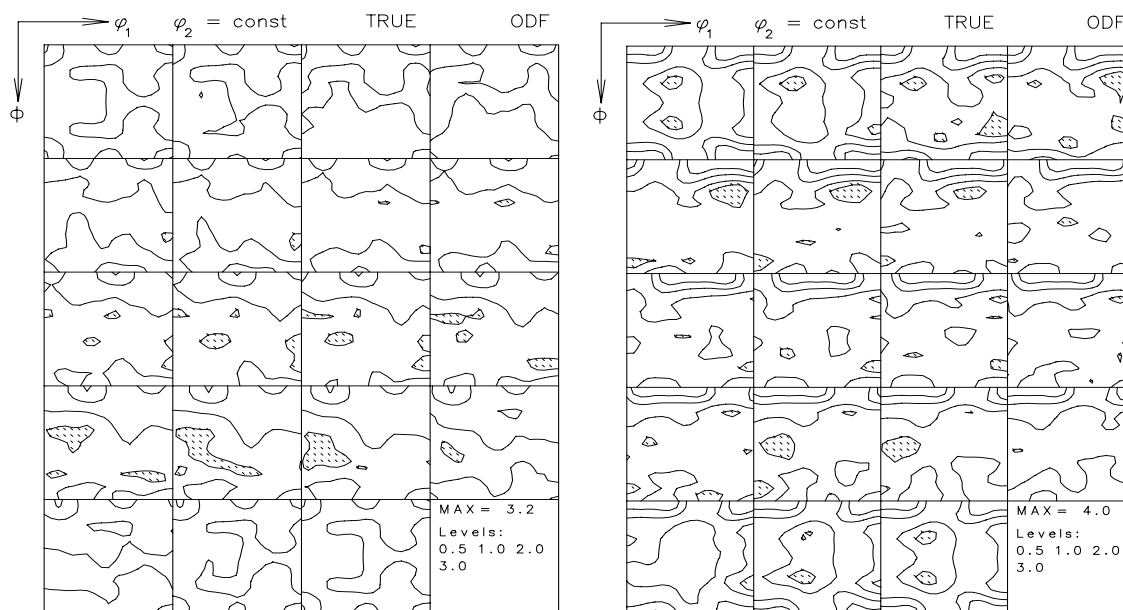 φ1 φ2 = const TRUE ODF
Φ
MAX = 3.2
Levels:
0.5 1.0 2.0
3.0
φ1 φ2 = const TRUE ODF
Φ
MAX = 4.0
Levels:
0.5 1.0 2.0
3.0